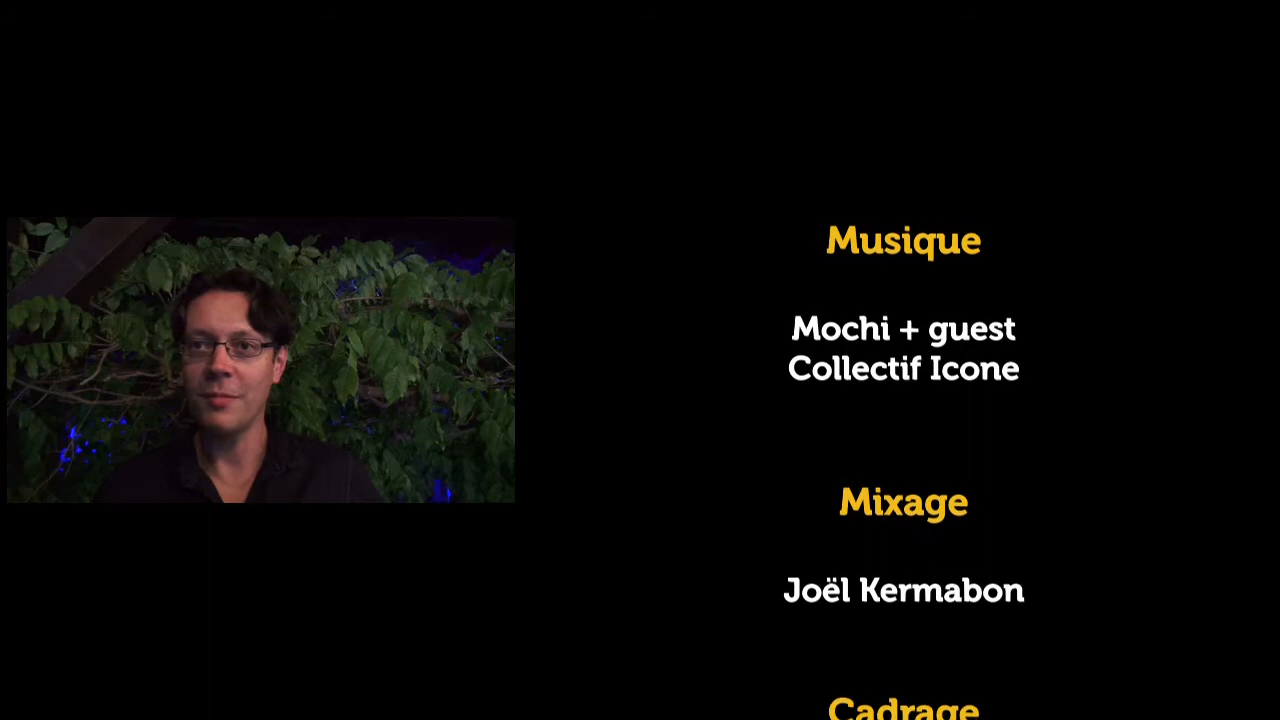 Musique
Mochi + guest
Collectif Icone
Mixage
Joël Kermabon
Cadrage